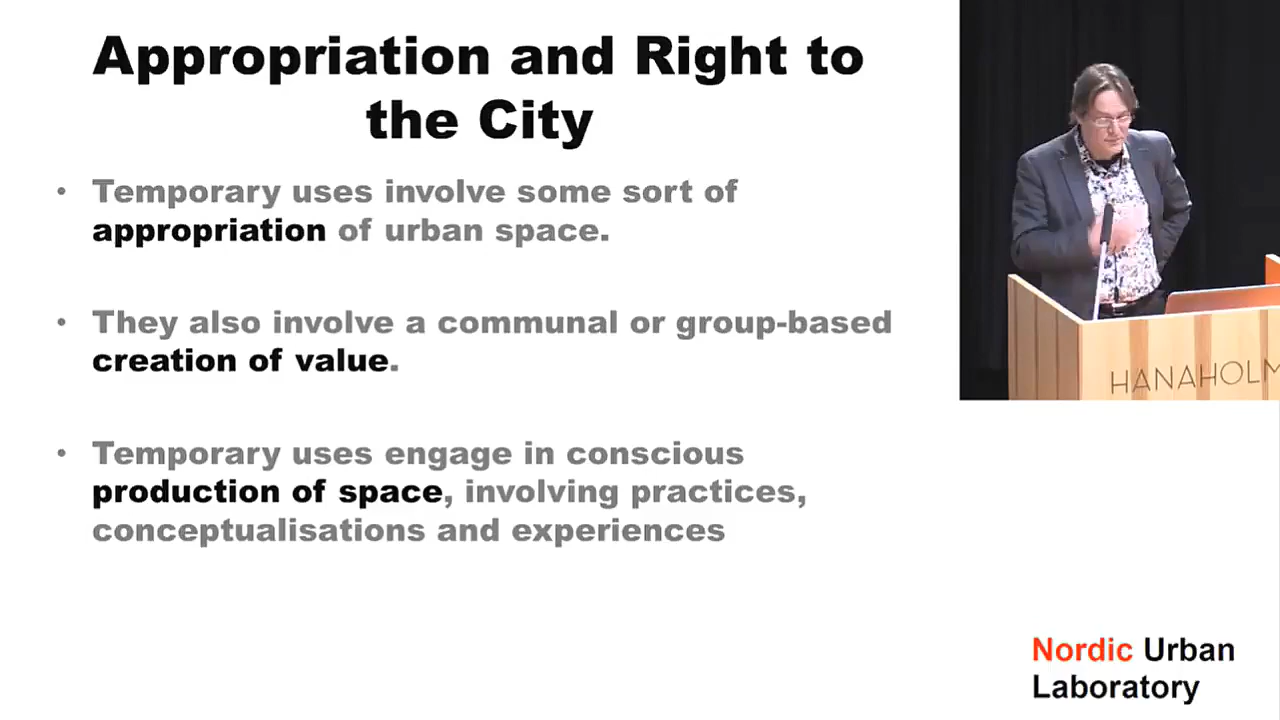 Appropriation and Right to
the City
• Temporary uses involve some sort of
appropriation of urban space.
• They also involve a communal or group-based
creation of value.
• Temporary uses engage in conscious
production of space, involving practices,
conceptualisations and experiences
HANAHOLM
Nordic Urban
Laboratory